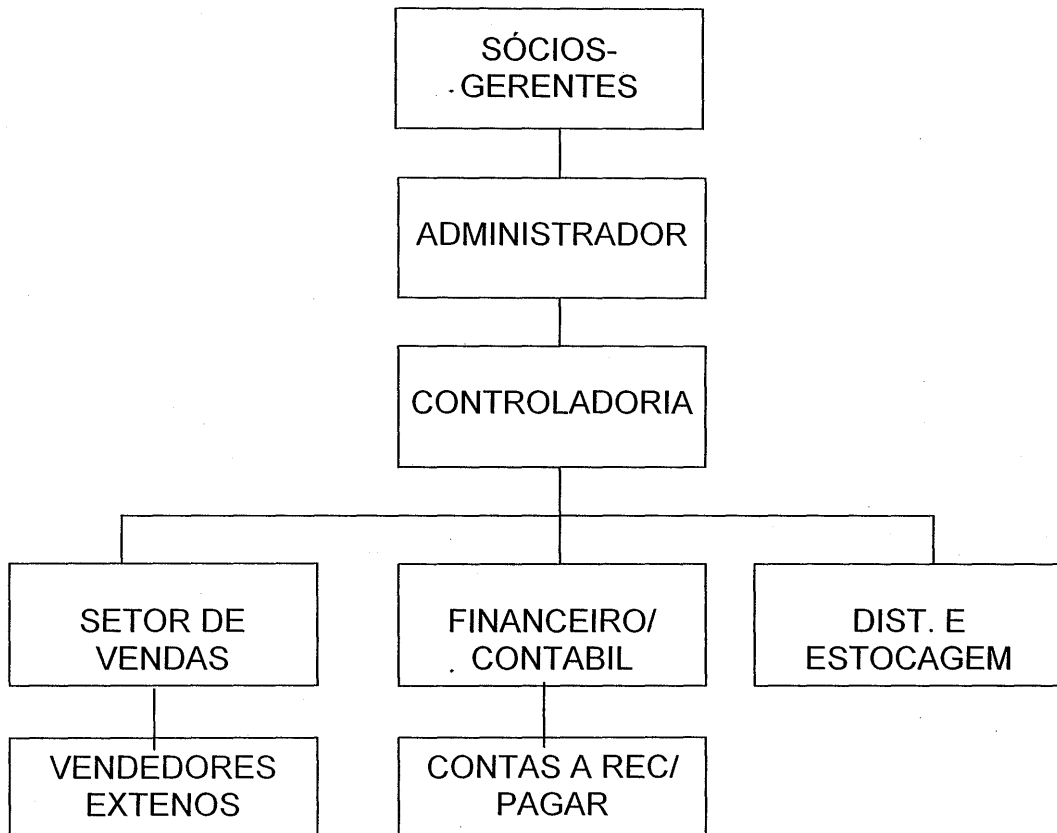 SÓCIOS-
GERENTES
ADMINISTRADOR
CONTROLADORIA
SETOR DE
VENDAS
FINANCEIRO/
CONTABIL
DIST. E
ESTOCAGEM
VENDEDORES
EXTENOS
CONTAS A REC/
PAGAR